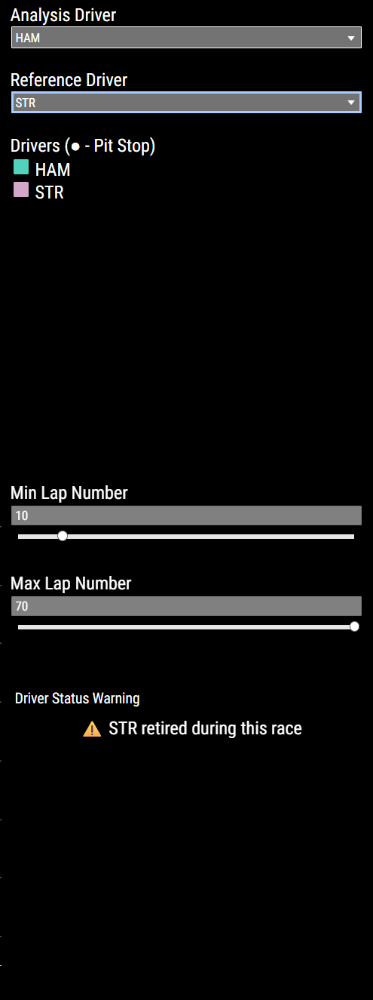 Analysis Driver
HAM
Reference Driver
STR
Drivers (● - Pit Stop)
HAM
STR
Min Lap Number
10
Max Lap Number
70
Driver Status Warning
STR retired during this race